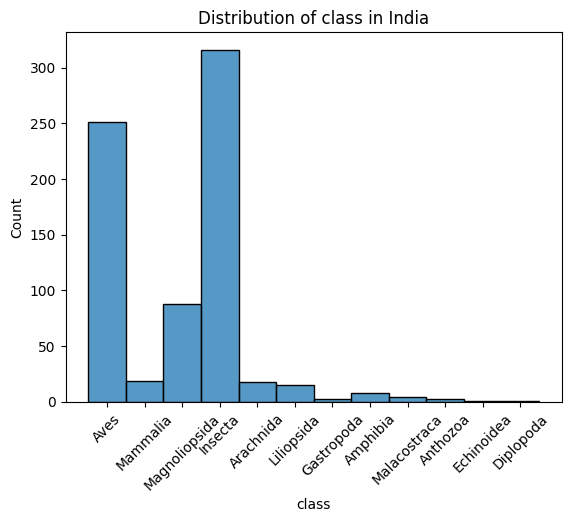 Distribution of class in India
Count
300
250
200
150
100
50
0
Aves
Mammalia
Magnoliopsida
Insecta
Arachnida
Liliopsida
Gastropoda
Amphibia
Malacostraca
Anthozoa
Echinoidea
Diplopoda
class